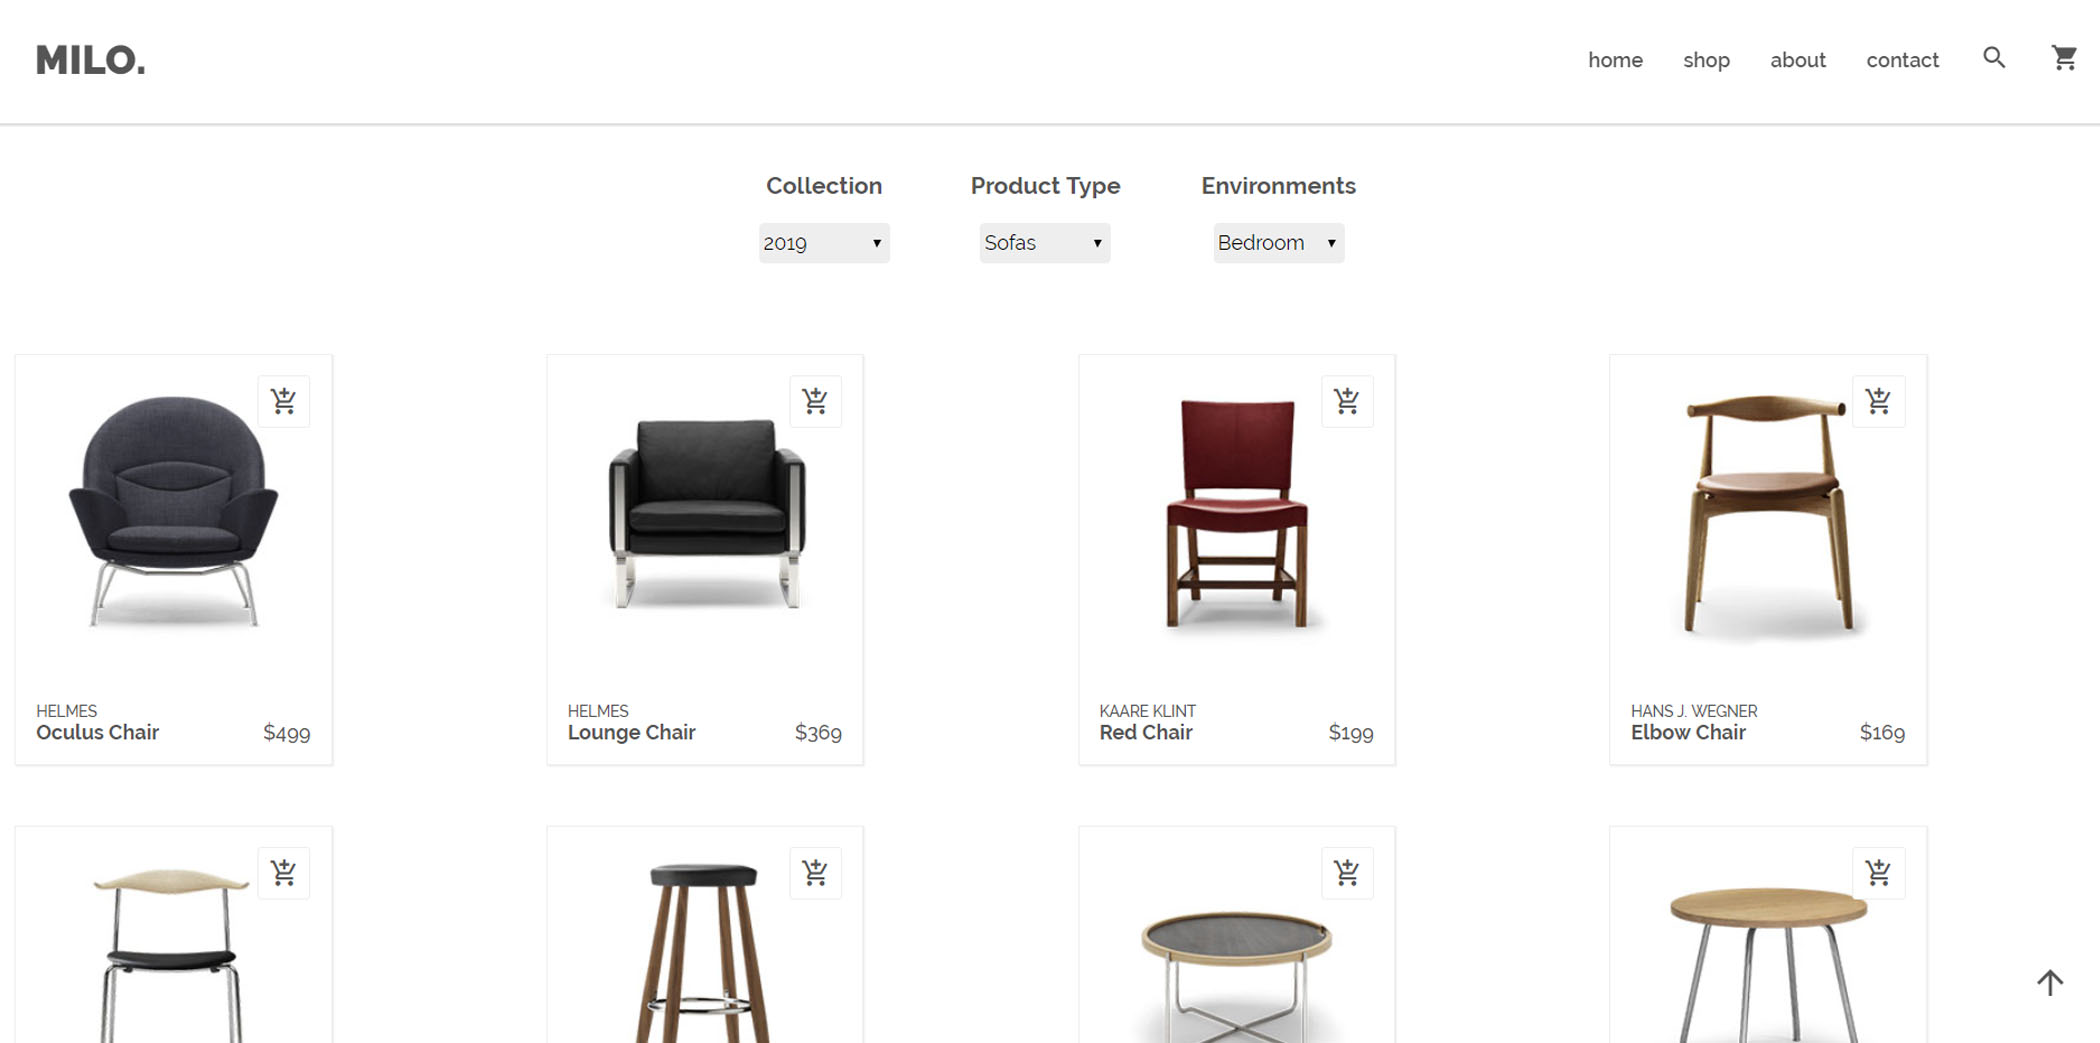 MILO.
home shop about contact
Collection Product Type Environments
2019 Sofas Bedroom
HELMES
Oculus Chair $499
HELMES
Lounge Chair $369
KAARE KLINT
Red Chair $199
HANS J. WEGNER
Elbow Chair $169